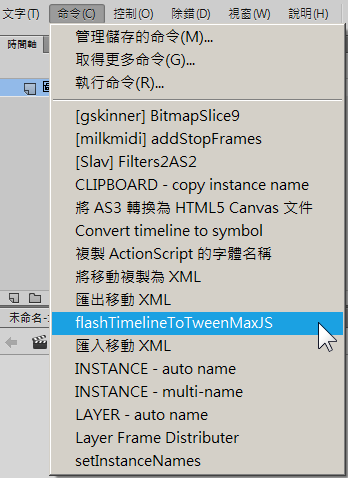 文字(T) 命令(C) 控制(O) 除錯(D) 視窗(W) 說明(H)
時間軸
管理儲存的命令(M)...
取得更多命令(G)...
執行命令(R)...
[gskinner] BitmapSlice9
[milkmidi] addStopFrames
[Slav] Filters2AS2
CLIPBOARD - copy instance name
將 AS3 轉換為 HTML5 Canvas 文件
Convert timeline to symbol
複製 ActionScript 的字體名稱
將移動複製為 XML
匯出移動 XML
flashTimelineToTweenMaxJS
未命名-
匯入移動 XML
INSTANCE - auto name
INSTANCE - multi-name
LAYER - auto name
Layer Frame Distributer
setInstanceNames